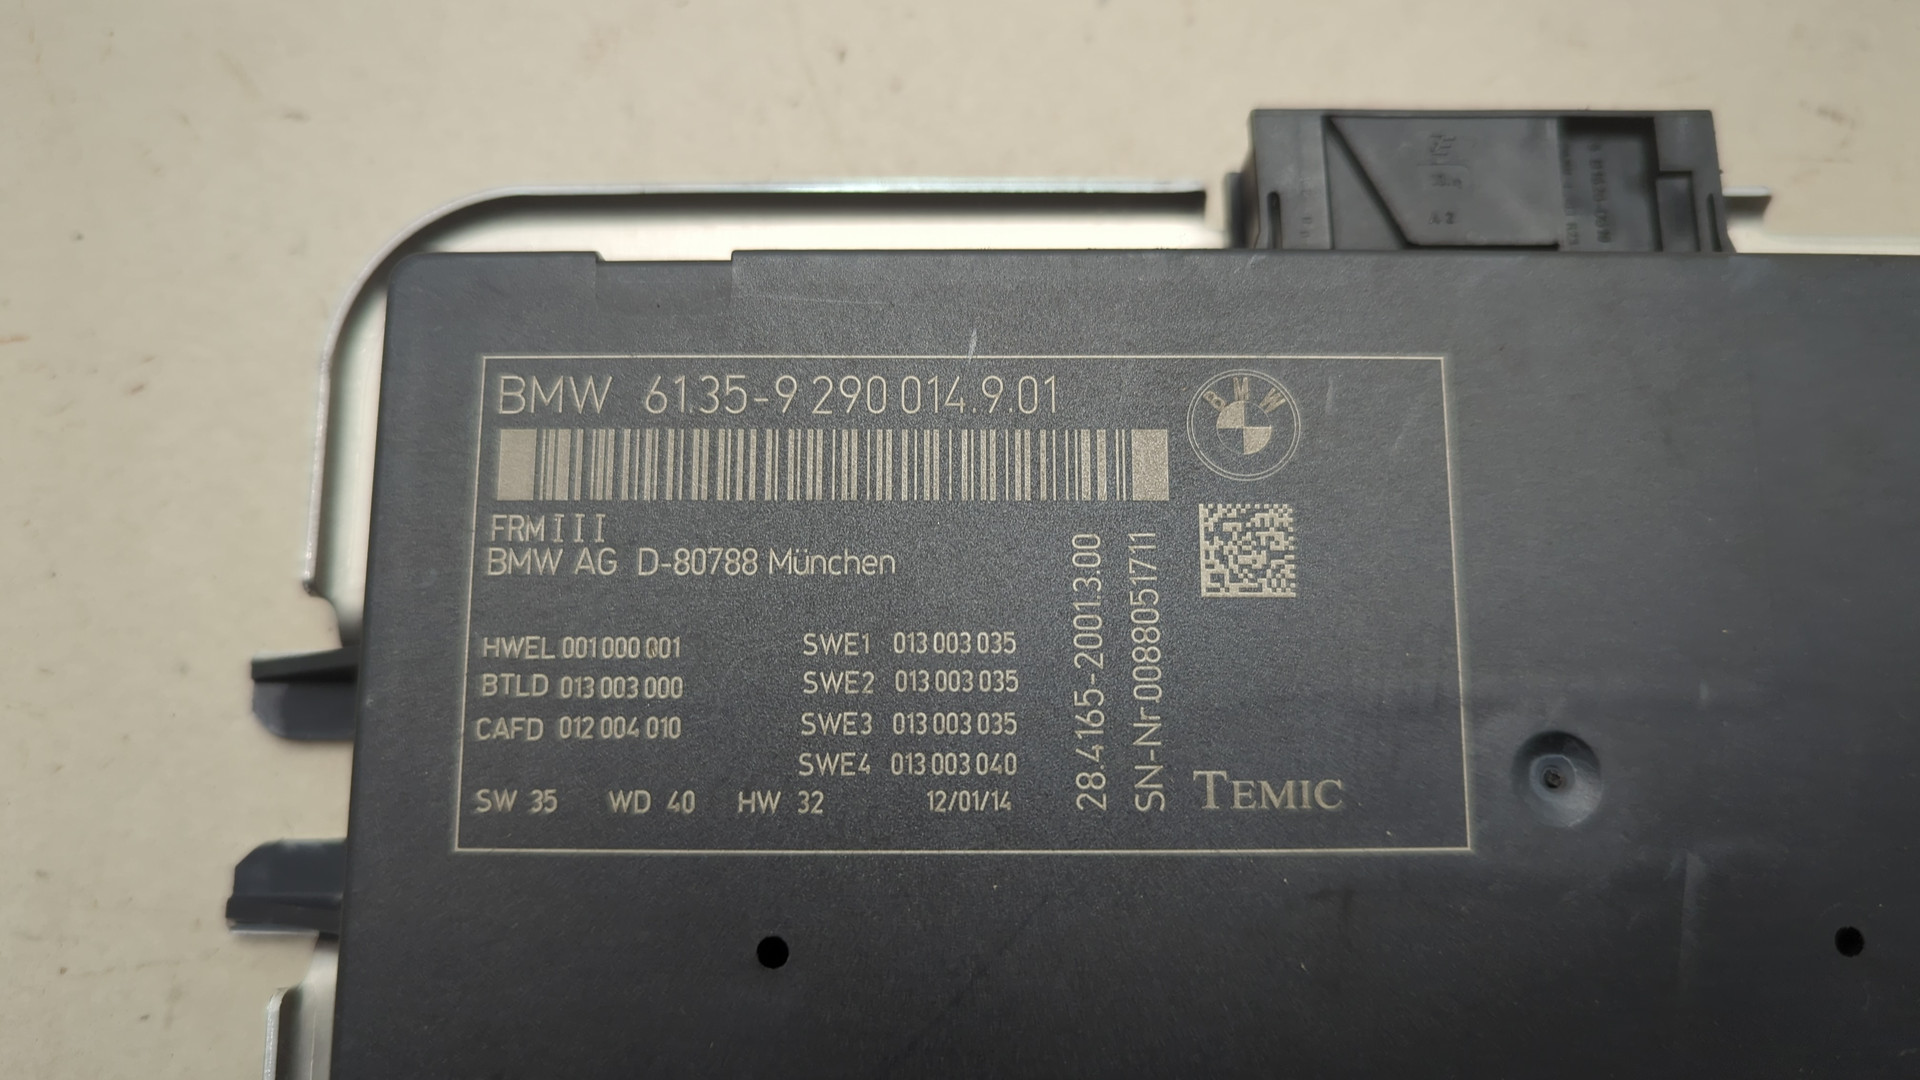 BMW 61.35-9 290 014.9.01
BMW
FRMIII
BMW AG D-80788 München
HWEL 001 000 001
SWE1 013 003 035
BTLD 013 003 000
SWE2 013 003 035
CAFD 012 004 010
SWE3 013 003 035
SWE4 013 003 040
SW 35 WD 40 HW 32 12/01/14
28.4165-2001.3.00
SN-Nr.0088051711
TEMIC